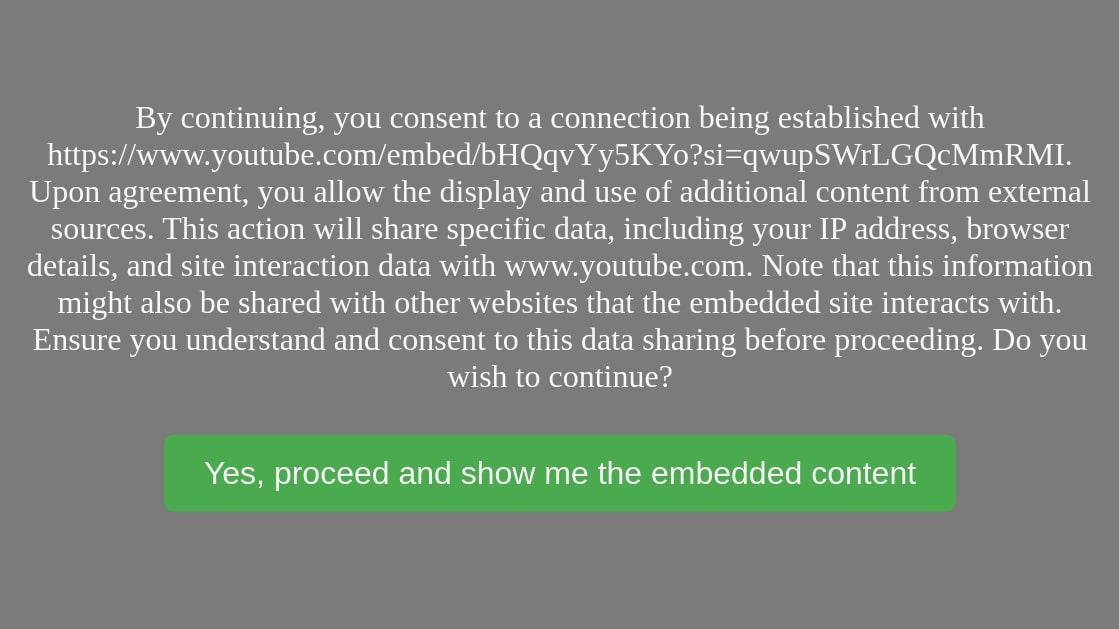 By continuing, you consent to a connection being established with
https://www.youtube.com/embed/bHQqvYy5KYo?si=qwupSWrLGQcMmRMI.
Upon agreement, you allow the display and use of additional content from external
sources. This action will share specific data, including your IP address, browser
details, and site interaction data with www.youtube.com. Note that this information
might also be shared with other websites that the embedded site interacts with.
Ensure you understand and consent to this data sharing before proceeding. Do you
wish to continue?
Yes, proceed and show me the embedded content